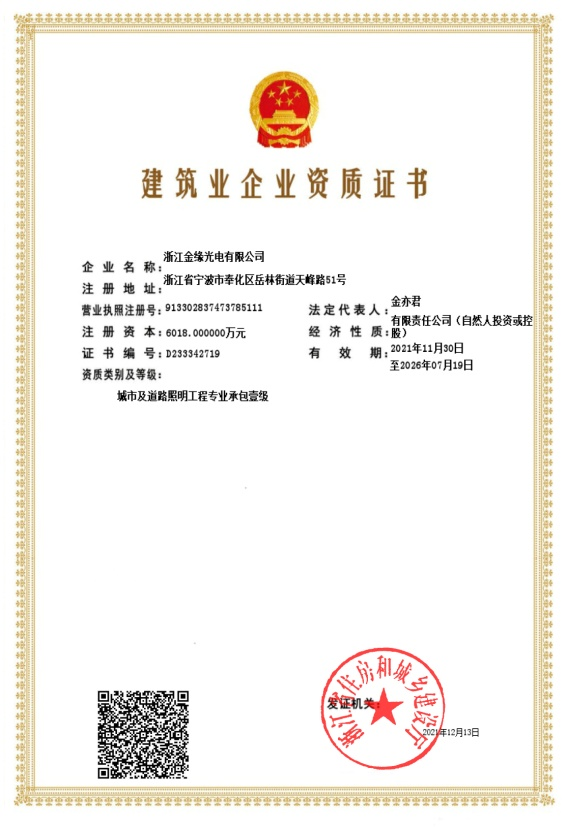 建筑业企业资质证书
企业名称：浙江金缘光电有限公司
注册地址：浙江省宁波市奉化区岳林街道天峰路51号
营业执照注册号：913302837473785111 法定代表人：金亦君
注册资本：6018.000000万元 经济性质：有限责任公司（自然人投资或控股）
证书编号：D233342719 有效期：2021年11月30日
至2026年07月19日
资质类别及等级：
城市及道路照明工程专业承包壹级
浙江省住房和城乡建设厅
发证机关：
2021年12月13日